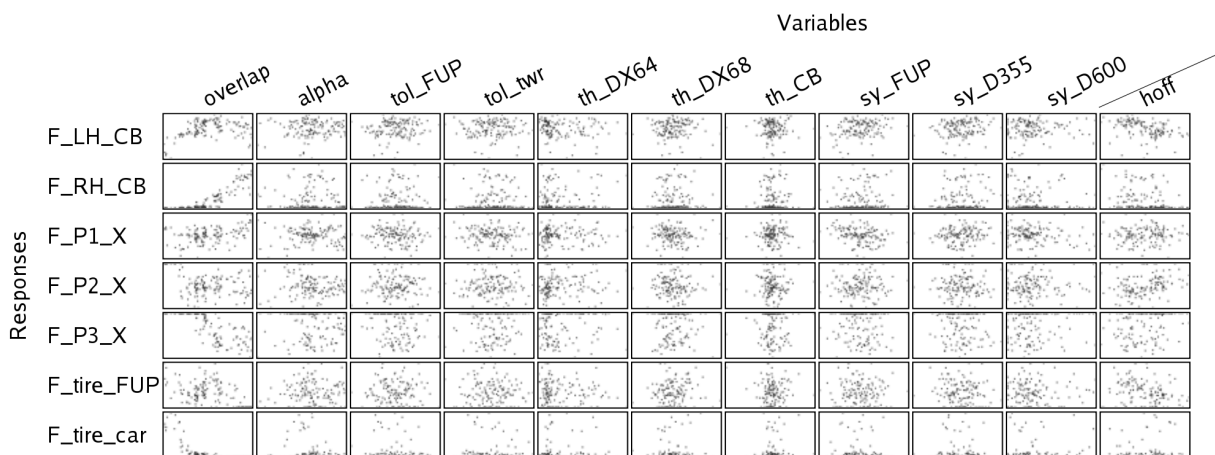 Variables
overlap alpha tol_FUP tol_twr th_DX64 th_DX68 th_CB sy_FUP sy_D355 sy_D600 hoff
F_LH_CB
F_RH_CB
F_P1_X
F_P2_X
F_P3_X
F_tire_FUP
F_tire_car
Responses